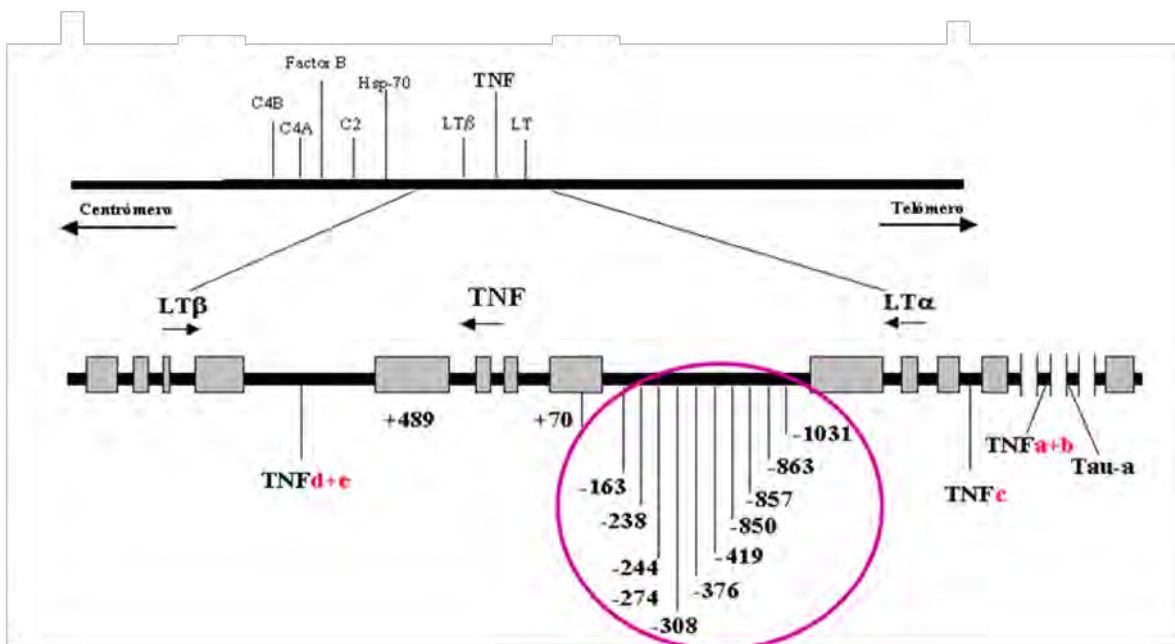 Factor B
Hsp-70
TNF
C4B
C4A
C2
LTβ
LT
Centrómero
Telómero
LTβ
TNF
LTα
+489
+70
-1031
-863
-857
-850
-419
-376
-308
-274
-244
-238
-163
TNFd+e
TNFa+b
Tau-a
TNFc